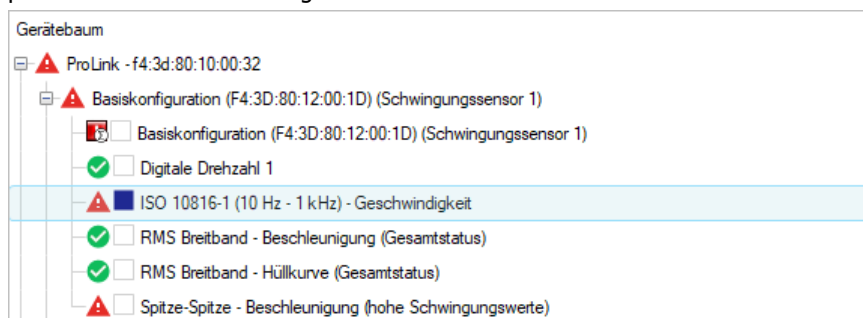 Gerätebaum
ProLink - f4:3d:80:10:00:32
Basiskonfiguration (F4:3D:80:12:00:1D) (Schwingungssensor 1)
Basiskonfiguration (F4:3D:80:12:00:1D) (Schwingungssensor 1)
Digitale Drehzahl 1
ISO 10816-1 (10 Hz - 1 kHz) - Geschwindigkeit
RMS Breitband - Beschleunigung (Gesamtstatus)
RMS Breitband - Hüllkurve (Gesamtstatus)
Spitze-Spitze - Beschleunigung (hohe Schwingungswerte)